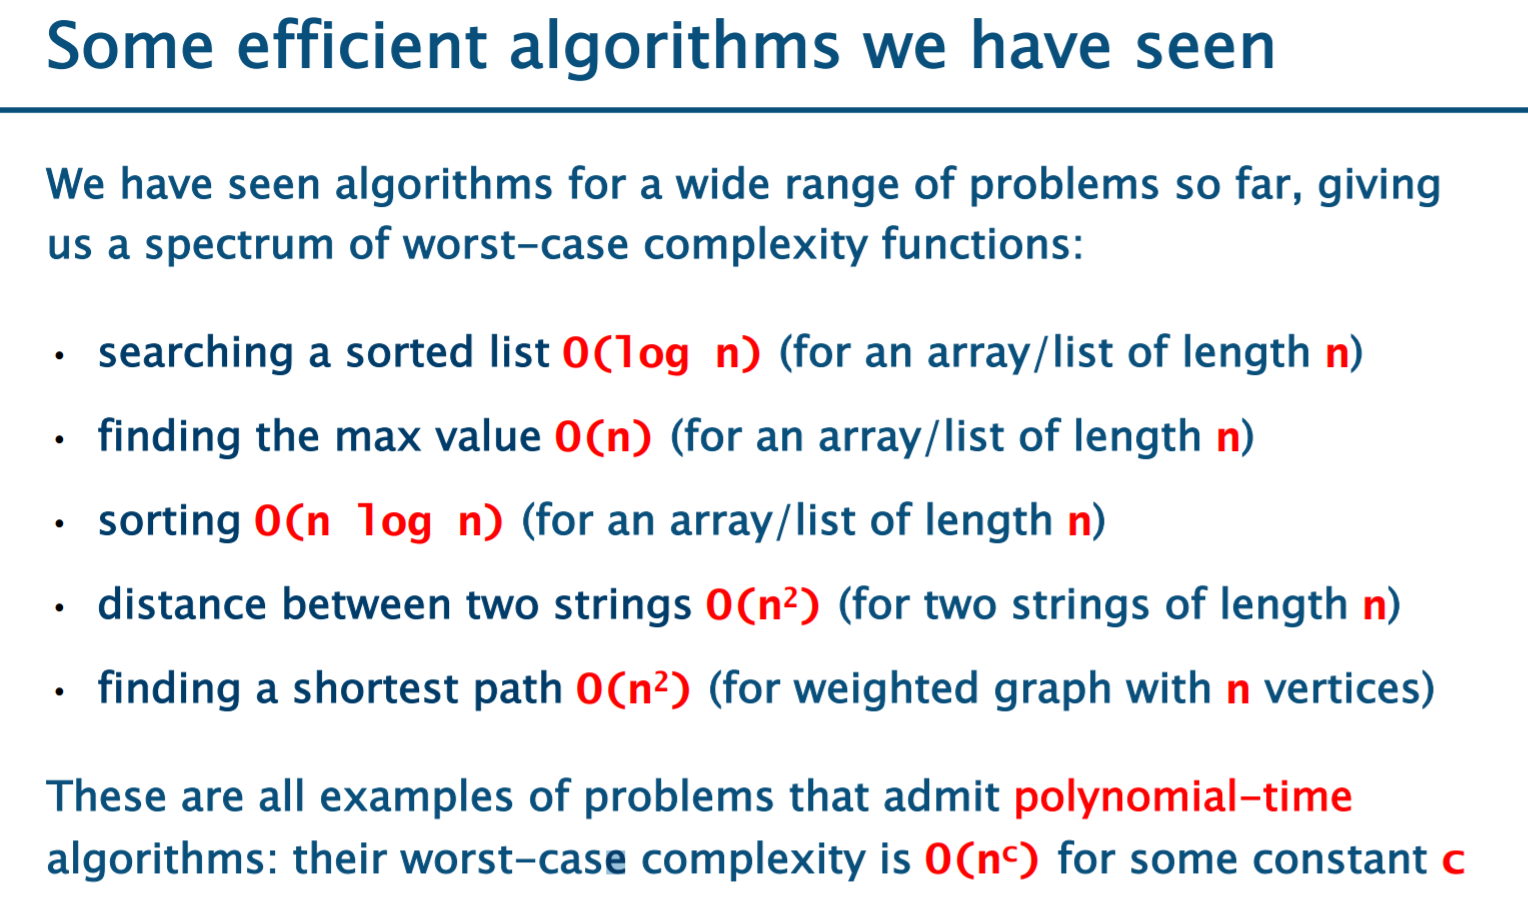 Some efficient algorithms we have seen
We have seen algorithms for a wide range of problems so far, giving
us a spectrum of worst-case complexity functions:
• searching a sorted list O(log n) (for an array/list of length n)
• finding the max value O(n) (for an array/list of length n)
• sorting O(n log n) (for an array/list of length n)
• distance between two strings O(n²) (for two strings of length n)
• finding a shortest path O(n²) (for weighted graph with n vertices)
These are all examples of problems that admit polynomial-time
algorithms: their worst-case complexity is O(nᶜ) for some constant c